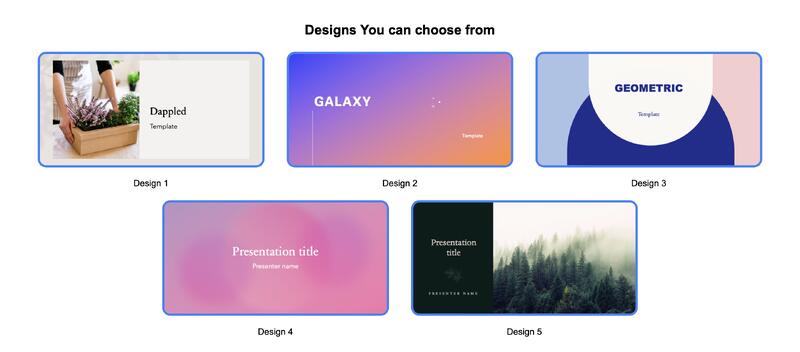 Designs You can choose from
Dappled
Template
GALAXY
Template
GEOMETRIC
Template
Design 1
Design 2
Design 3
Presentation title
Presenter name
Presentation
title
PRESENTER NAME
Design 4
Design 5